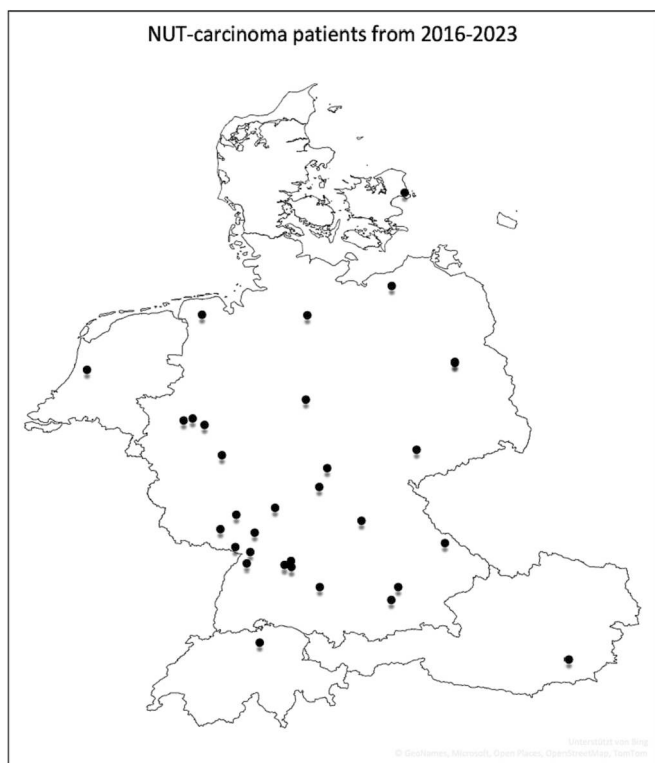 NUT-carcinoma patients from 2016-2023
Unterstützt von Bing
© GeoNames, Microsoft, Open Places, OpenStreetMap, TomTom